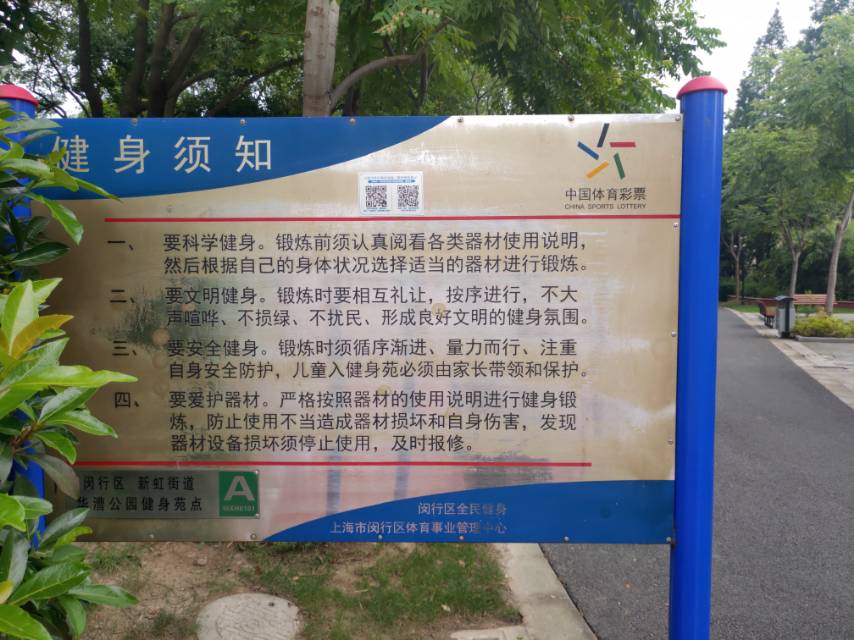 健身须知
中国体育彩票
CHINA SPORTS LOTTERY
一、 要科学健身。锻炼前须认真阅看各类器材使用说明，
然后根据自己的身体状况选择适当的器材进行锻炼。
二、 要文明健身。锻炼时要相互礼让，按序进行，不大
声喧哗、不损绿、不扰民、形成良好文明的健身氛围。
三、 要安全健身。锻炼时须循序渐进、量力而行、注重
自身安全防护，儿童入健身苑必须由家长带领和保护。
四、 要爱护器材。严格按照器材的使用说明进行健身锻
炼，防止使用不当造成器材损坏和自身伤害，发现
器材设备损坏须停止使用，及时报修。
闵行区 新虹街道
华漕公园健身苑点
A
闵行区全民健身
上海市闵行区体育事业管理中心